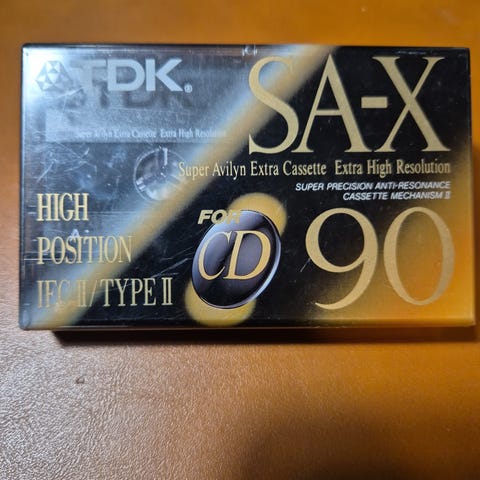 TDK®
SA-X
Super Avilyn Extra Cassette Extra High Resolution
Super Avilyn Extra Cassette Extra High Resolution
SUPER PRECISION ANTI-RESONANCE
CASSETTE MECHANISM II
HIGH
POSITION
IEC II/TYPE II
FOR
CD
90